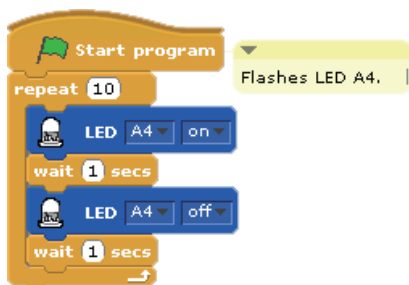 Start program
Flashes LED A4.
repeat 10
LED A4 on
wait 1 secs
LED A4 off
wait 1 secs